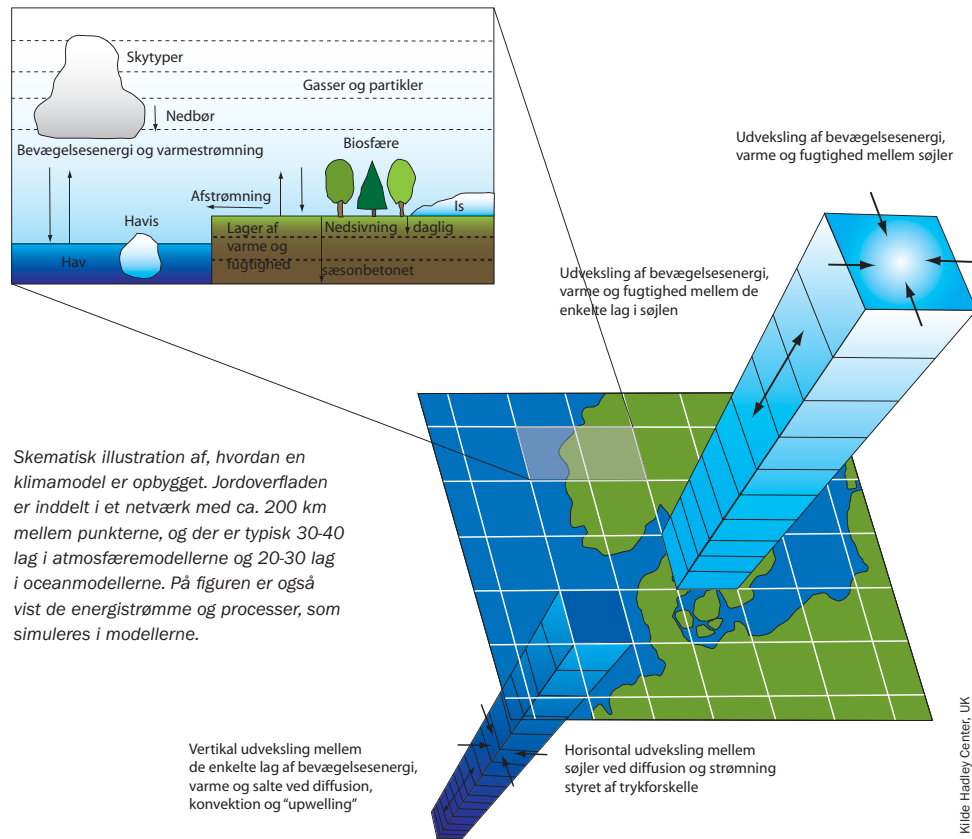 Skytyper
Gasser og partikler
Nedbør
Bevægelsesenergi og varmestrømning
Biosfære
Afstrømning
Is
Havis
Lager af
varme og
fugtighed
Nedsivning
daglig
Hav
sæsonbetonet
Udveksling af bevægelsesenergi,
varme og fugtighed mellem søjler
Udveksling af bevægelsesenergi,
varme og fugtighed mellem de
enkelte lag i søjlen
Skematisk illustration af, hvordan en
klimamodel er opbygget. Jordoverfladen
er inddelt i et netværk med ca. 200 km
mellem punkterne, og der er typisk 30-40
lag i atmosfæremodellerne og 20-30 lag
i oceanmodellerne. På figuren er også
vist de energistrømme og processer, som
simuleres i modellerne.
Vertikal udveksling mellem
de enkelte lag af bevægelsesenergi,
varme og salte ved diffusion,
konvektion og "upwelling"
Horisontal udveksling mellem
søjler ved diffusion og strømning
styret af trykforskelle
Kilde Hadley Center, UK